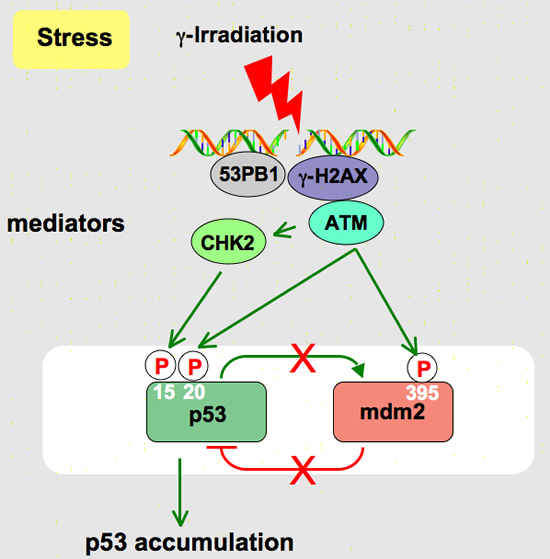 Stress
γ-Irradiation
53PB1
γ-H2AX
mediators
CHK2
ATM
P
P
P
15 20
395
p53
mdm2
X
X
p53 accumulation